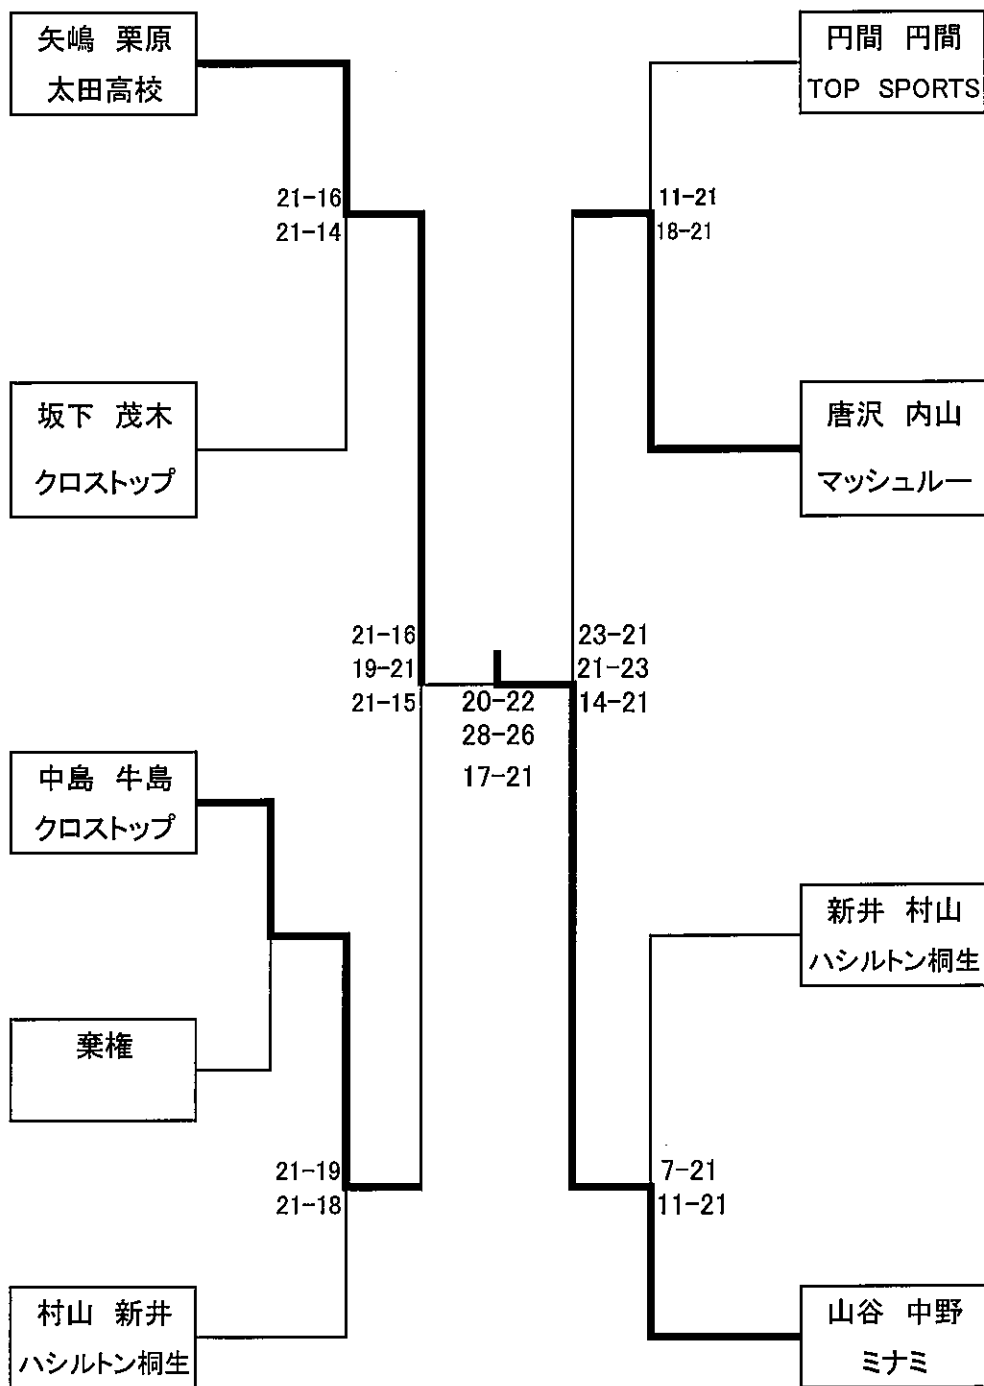 矢嶋 栗原
太田高校
円間 円間
TOP SPORTS
21-16
21-14
11-21
18-21
坂下 茂木
クロストップ
唐沢 内山
マッシュルー
21-16
19-21
21-15
23-21
21-23
14-21
20-22
28-26
17-21
中島 牛島
クロストップ
新井 村山
ハシルトン桐生
棄権
21-19
21-18
7-21
11-21
村山 新井
ハシルトン桐生
山谷 中野
ミナミ